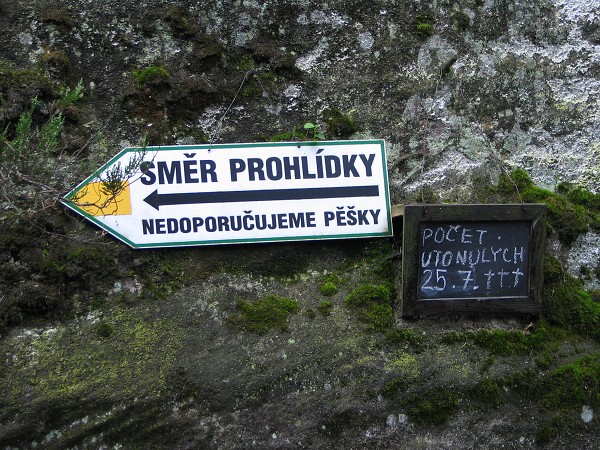 SMĚR PROHLÍDKY
NEDOPORUČUJEME PĚŠKY
POČET
UTONULÝCH
25.7. †††